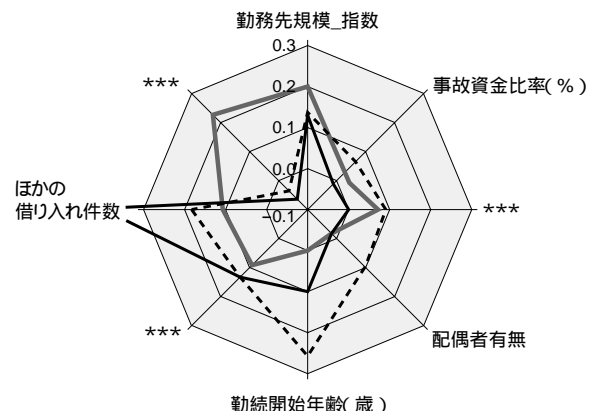 勤務先規模_指数
0.3
***
0.2
事故資金比率(%)
0.1
0.0
ほかの
借り入れ件数
-0.1
***
***
配偶者有無
勤続開始年齢(歳)